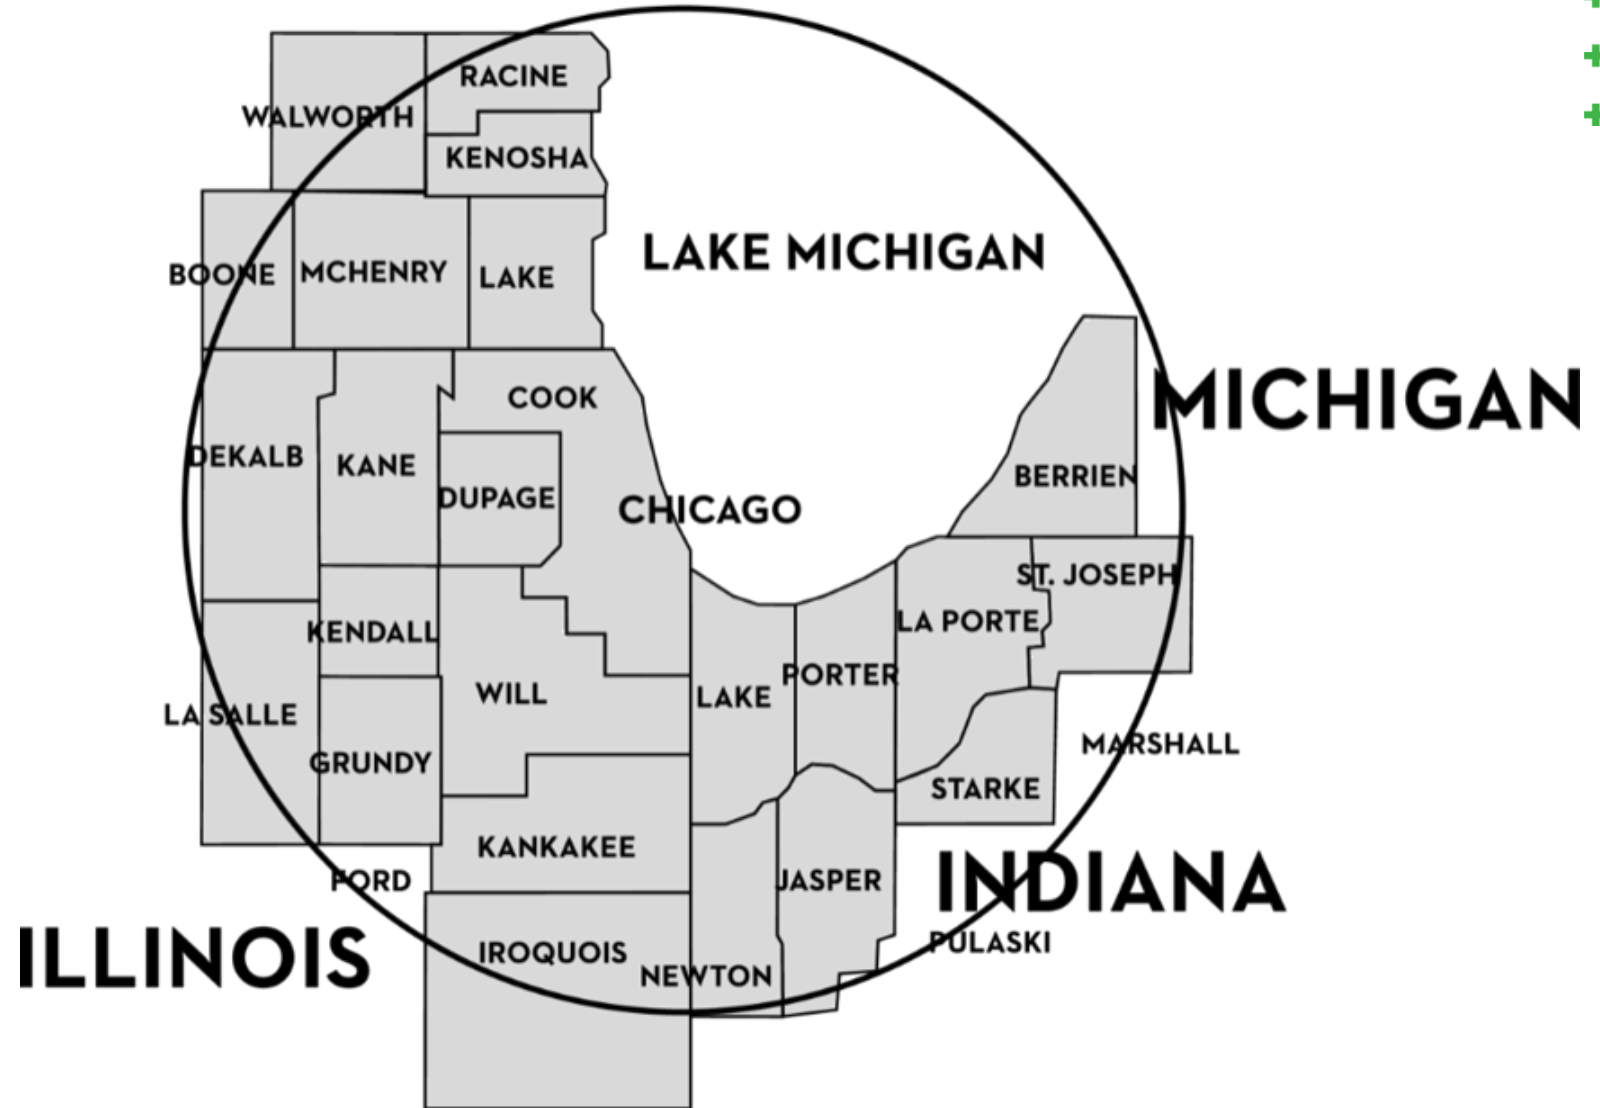 RACINE
WALWORTH
KENOSHA
LAKE MICHIGAN
BOONE
MCHENRY
LAKE
COOK
MICHIGAN
DEKALB
KANE
BERRIEN
DUPAGE
CHICAGO
ST. JOSEPH
LA PORTE
KENDALL
PORTER
WILL
LAKE
LA SALLE
MARSHALL
GRUNDY
STARKE
KANKAKEE
FORD
JASPER
INDIANA
PULASKI
ILLINOIS
IROQUOIS
NEWTON